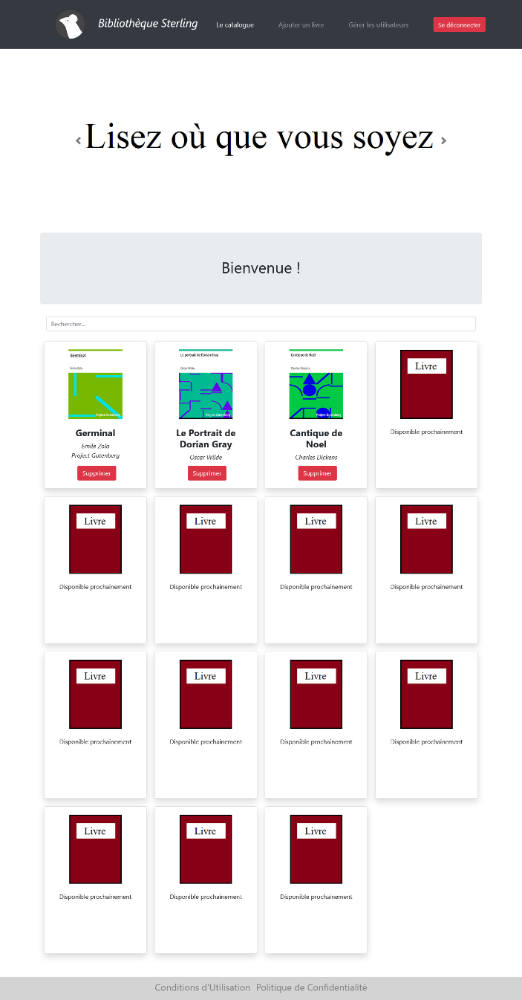 Bibliothèque Sterling
Le catalogue
Ajouter un livre
Gérer les utilisateurs
Se déconnecter
Lisez où que vous soyez
Bienvenue !
Rechercher...
Germinal
Émile Zola
Project Gutenberg
Germinal
Emile Zola
Project Gutenberg
Supprimer
Le portrait de Dorian Gray
Oscar Wilde
Project Gutenberg
Le Portrait de
Dorian Gray
Oscar Wilde
Supprimer
Cantique de Noël
Charles Dickens
Project Gutenberg
Cantique de
Noel
Charles Dickens
Supprimer
Livre
Disponible prochainement
Livre
Disponible prochainement
Livre
Disponible prochainement
Livre
Disponible prochainement
Livre
Disponible prochainement
Livre
Disponible prochainement
Livre
Disponible prochainement
Livre
Disponible prochainement
Livre
Disponible prochainement
Livre
Disponible prochainement
Livre
Disponible prochainement
Livre
Disponible prochainement
Conditions d'Utilisation Politique de Confidentialité